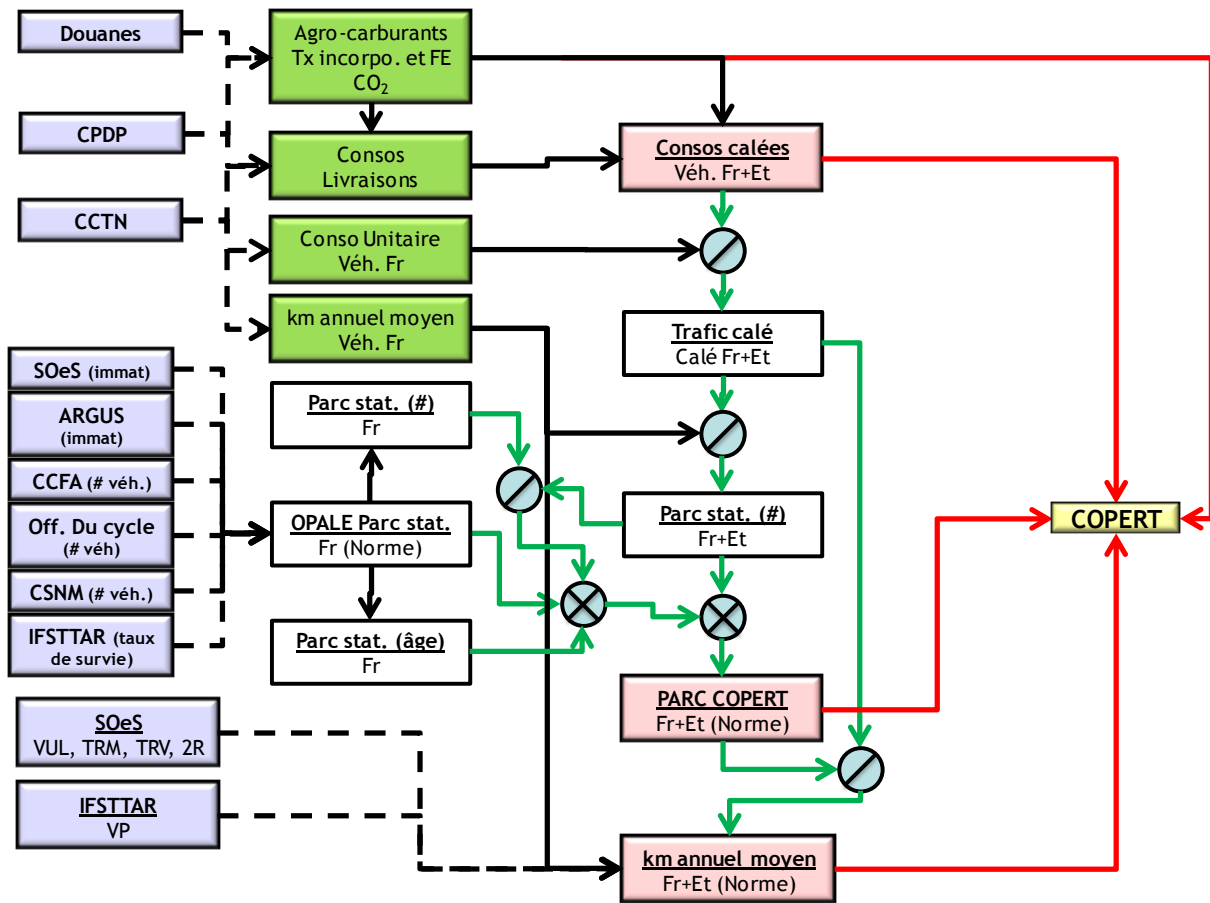 Douanes
CPDP
CCTN
Agro-carburants
Tx incorpo. et FE
CO₂
Consos
Livraisons
Conso Unitaire
Véh. Fr
km annuel moyen
Véh. Fr
Consos calées
Véh. Fr+Et
Trafic calé
Calé Fr+Et
SOeS (immat)
ARGUS
(immat)
CCFA (# véh.)
Off. Du cycle
(# véh)
CSNM (# véh.)
IFSTTAR (taux
de survie)
Parc stat. (#)
Fr
OPALE Parc stat.
Fr (Norme)
Parc stat. (âge)
Fr
Parc stat. (#)
Fr+Et
COPERT
PARC COPERT
Fr+Et (Norme)
SOeS
VUL, TRM, TRV, 2R
IFSTTAR
VP
km annuel moyen
Fr+Et (Norme)